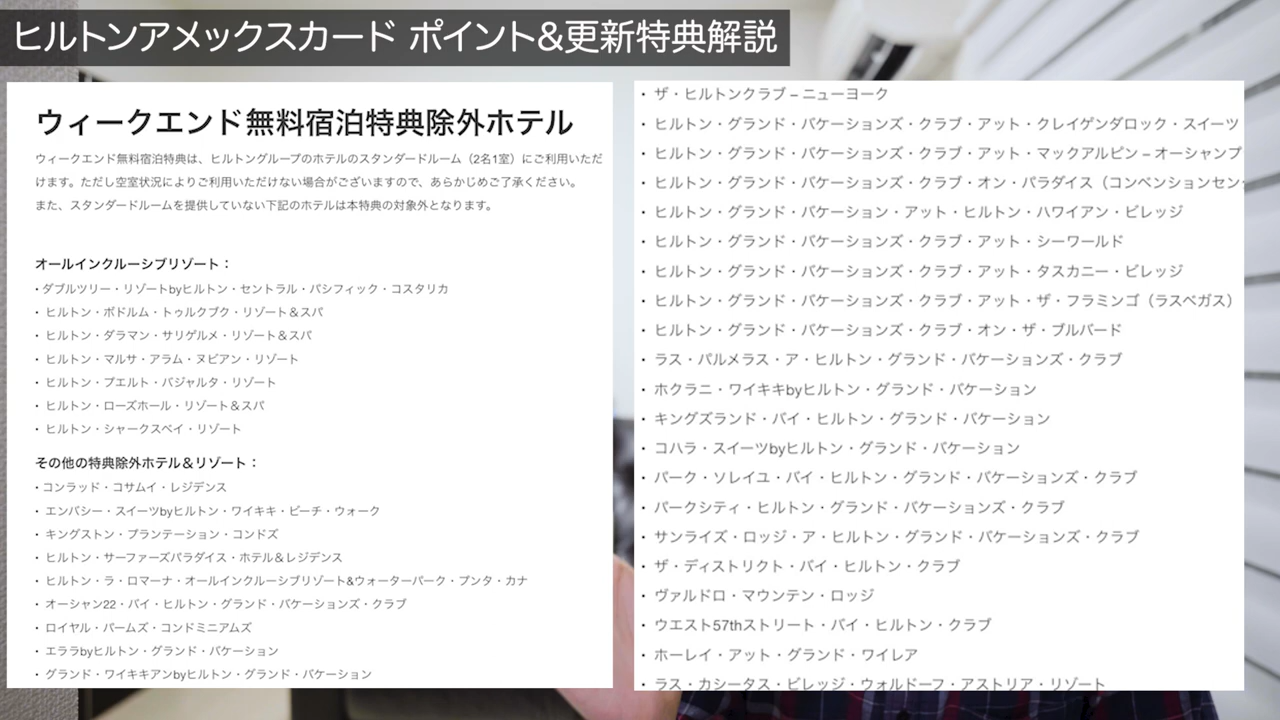 ヒルトンアメックスカード ポイント&更新特典解説
ウィークエンド無料宿泊特典除外ホテル
ウィークエンド無料宿泊特典は、ヒルトングループのホテルのスタンダードルーム（2名1室）にご利用いただ
けます。ただし空室状況によりご利用いただけない場合がございますので、あらかじめご了承ください。
また、スタンダードルームを提供していない下記のホテルは本特典の対象外となります。
オールインクルーシブリゾート：
・ダブルツリー・リゾートbyヒルトン・セントラル・パシフィック・コスタリカ
・ ヒルトン・ボドルム・トゥルクブク・リゾート＆スパ
・ ヒルトン・ダラマン・サリゲルメ・リゾート＆スパ
・ ヒルトン・マルサ・アラム・ヌビアン・リゾート
・ ヒルトン・プエルト・バジャルタ・リゾート
・ ヒルトン・ローズホール・リゾート＆スパ
・ ヒルトン・シャークスベイ・リゾート
その他の特典除外ホテル＆リゾート：
・コンラッド・コサムイ・レジデンス
・ エンバシー・スイーツbyヒルトン・ワイキキ・ビーチ・ウォーク
・ キングストン・プランテーション・コンドズ
・ ヒルトン・サーファーズパラダイス・ホテル＆レジデンス
・ ヒルトン・ラ・ロマーナ・オールインクルーシブリゾート&ウォーターパーク・プンタ・カナ
・ オーシャン22・バイ・ヒルトン・グランド・バケーションズ・クラブ
・ ロイヤル・パームズ・コンドミニアムズ
・ エララbyヒルトン・グランド・バケーション
・ グランド・ワイキキアンbyヒルトン・グランド・バケーション
・ ザ・ヒルトンクラブ – ニューヨーク
・ ヒルトン・グランド・バケーションズ・クラブ・アット・クレイゲンダロック・スイーツ
・ ヒルトン・グランド・バケーションズ・クラブ・アット・マックアルピン – オーシャンプ
・ ヒルトン・グランド・バケーションズ・クラブ・オン・パラダイス（コンベンションセン
・ ヒルトン・グランド・バケーション・アット・ヒルトン・ハワイアン・ビレッジ
・ ヒルトン・グランド・バケーションズ・クラブ・アット・シーワールド
・ ヒルトン・グランド・バケーションズ・クラブ・アット・タスカニー・ビレッジ
・ ヒルトン・グランド・バケーションズ・クラブ・アット・ザ・フラミンゴ（ラスベガス）
・ ヒルトン・グランド・バケーションズ・クラブ・オン・ザ・ブルバード
・ ラス・パルメラス・ア・ヒルトン・グランド・バケーションズ・クラブ
・ ホクラニ・ワイキキbyヒルトン・グランド・バケーション
・ キングズランド・バイ・ヒルトン・グランド・バケーション
・ コハラ・スイーツbyヒルトン・グランド・バケーション
・ パーク・ソレイユ・バイ・ヒルトン・グランド・バケーションズ・クラブ
・ パークシティ・ヒルトン・グランド・バケーションズ・クラブ
・ サンライズ・ロッジ・ア・ヒルトン・グランド・バケーションズ・クラブ
・ ザ・ディストリクト・バイ・ヒルトン・クラブ
・ ヴァルドロ・マウンテン・ロッジ
・ ウエスト57thストリート・バイ・ヒルトン・クラブ
・ ホーレイ・アット・グランド・ワイレア
・ ラス・カシータス・ビレッジ・ウォルドーフ・アストリア・リゾート